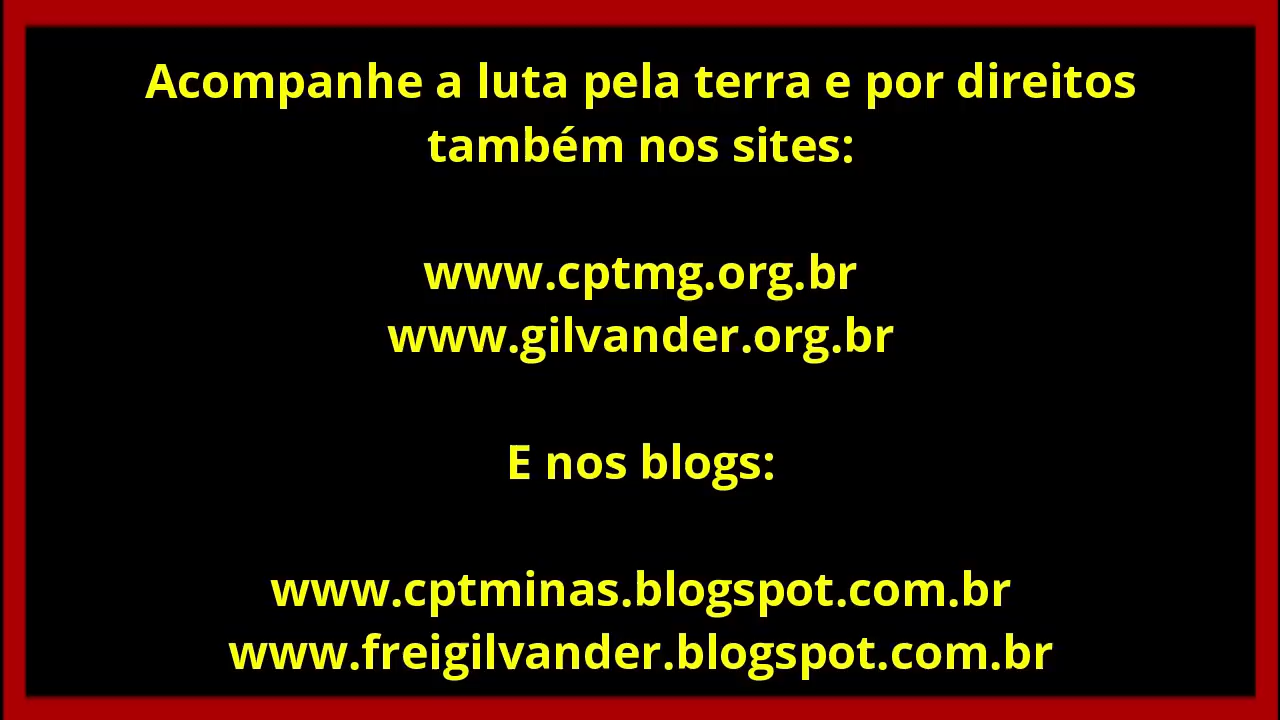 Acompanhe a luta pela terra e por direitos
também nos sites:
www.cptmg.org.br
www.gilvander.org.br
E nos blogs:
www.cptminas.blogspot.com.br
www.freigilvander.blogspot.com.br